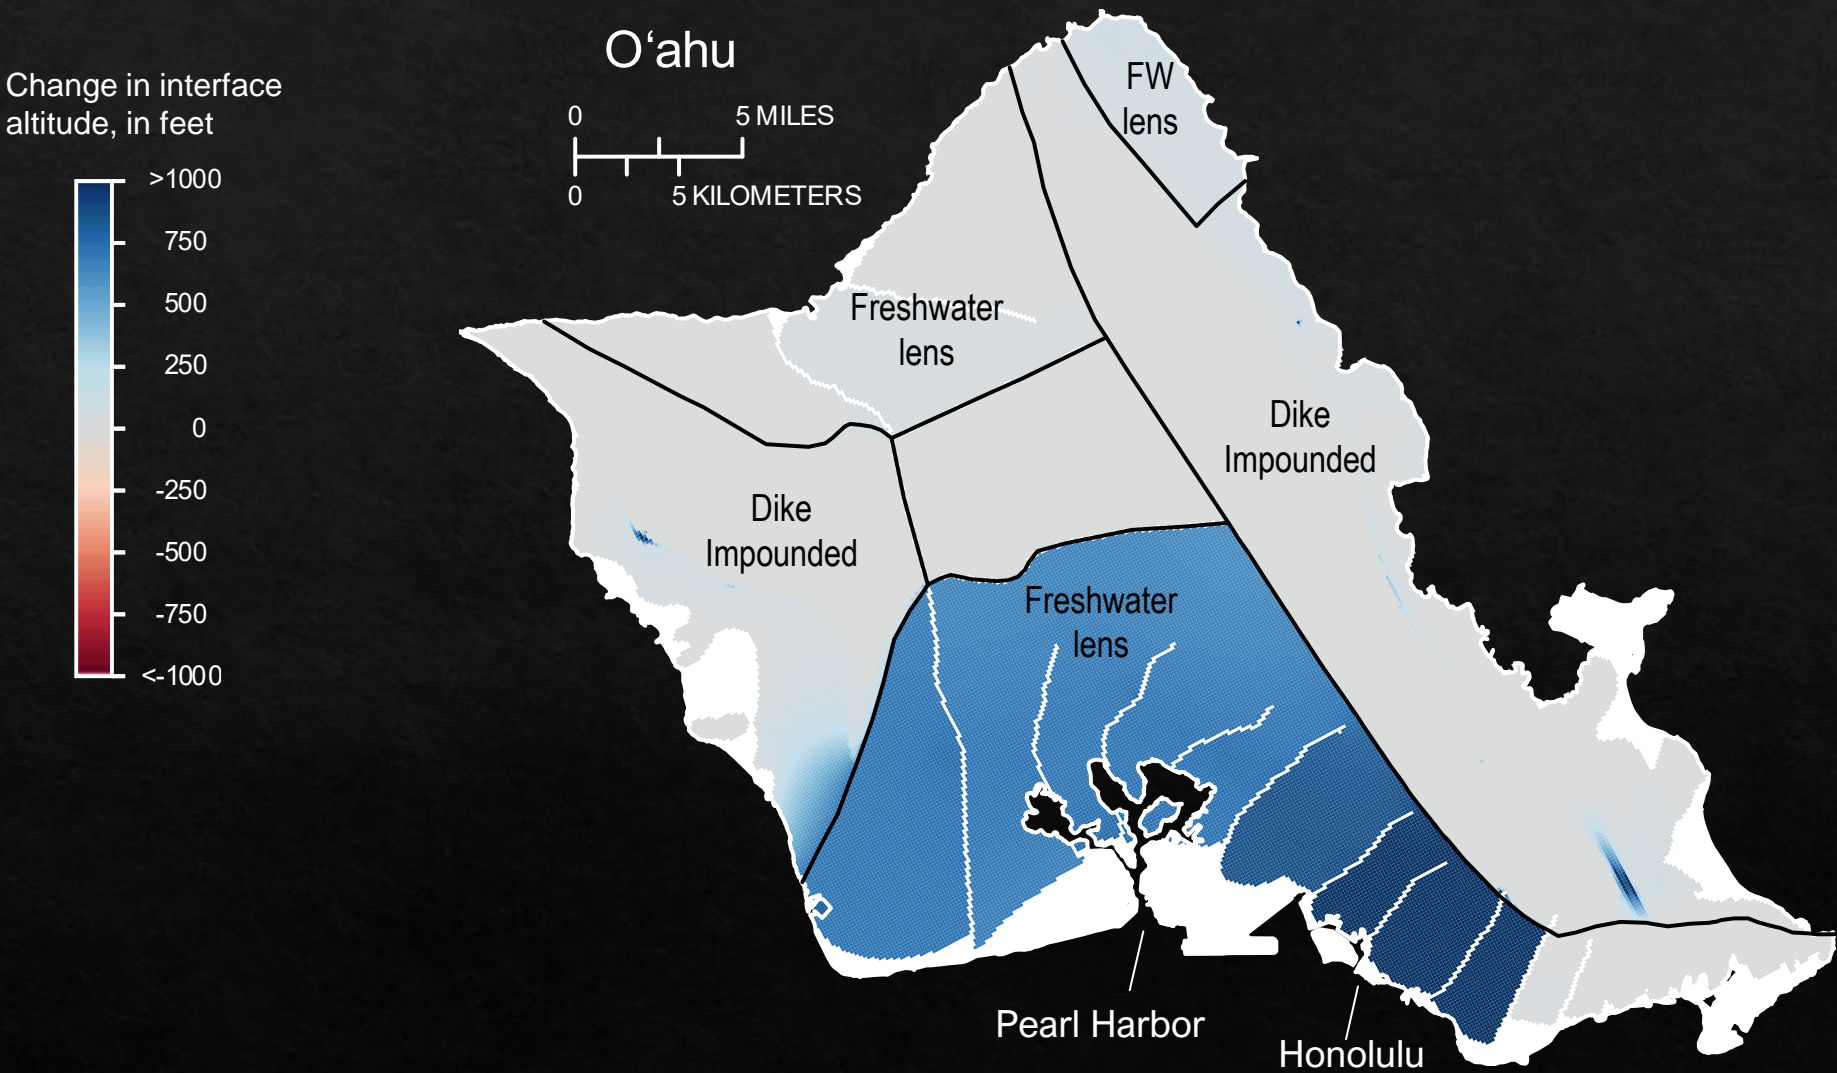 Oʻahu
Change in interface
altitude, in feet
0 5 MILES
0 5 KILOMETERS
>1000
750
500
250
0
-250
-500
-750
<-1000
FW
lens
Freshwater
lens
Dike
Impounded
Dike
Impounded
Freshwater
lens
Pearl Harbor
Honolulu